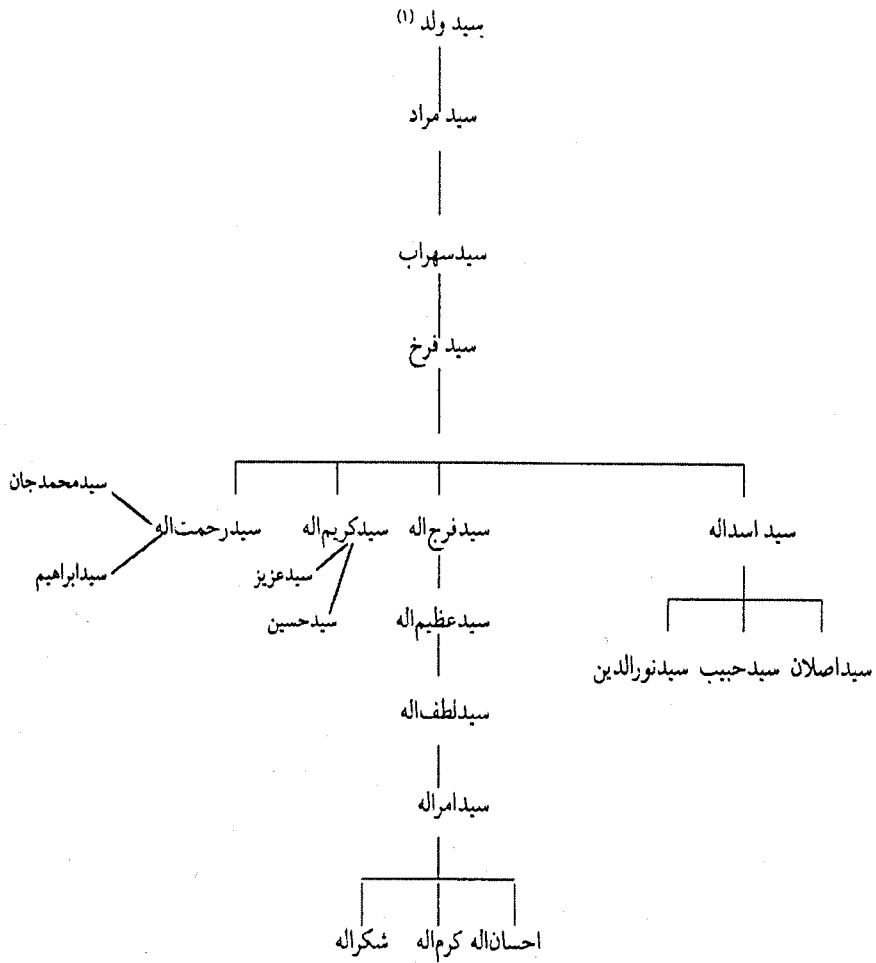 سید ولد (۱)
سید مراد
سیدسهراب
سید فرخ
سید اسداله سیدفرج‌اله سیدکریم‌اله سیدرحمت‌اله
سیدمحمدجان
سیدابراهیم
سیدعزیز
سیدحسین
سیدعظیم‌اله
سیداصلان سیدحبیب سیدنورالدین
سیدلطف‌اله
سیدامراله
احسان‌اله کرم‌اله شکراله